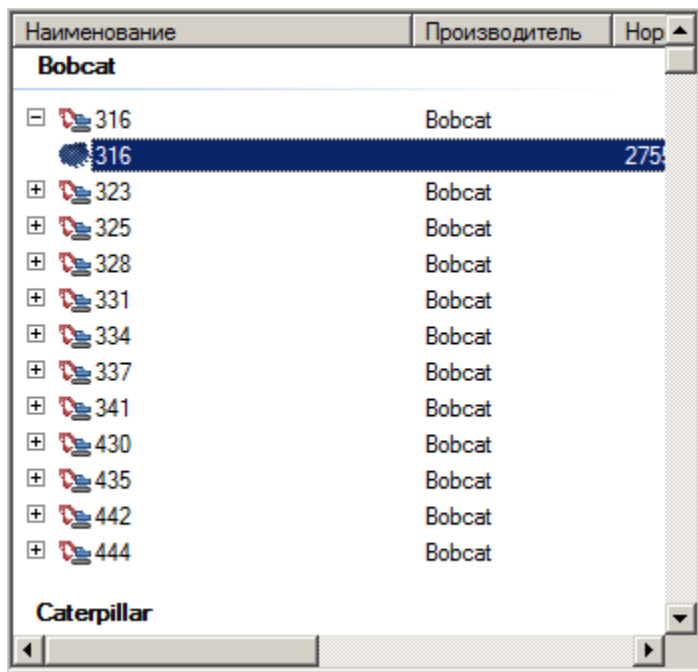 Наименование Производитель Нор
Bobcat
316 Bobcat
316 275
323 Bobcat
325 Bobcat
328 Bobcat
331 Bobcat
334 Bobcat
337 Bobcat
341 Bobcat
430 Bobcat
435 Bobcat
442 Bobcat
444 Bobcat
Caterpillar